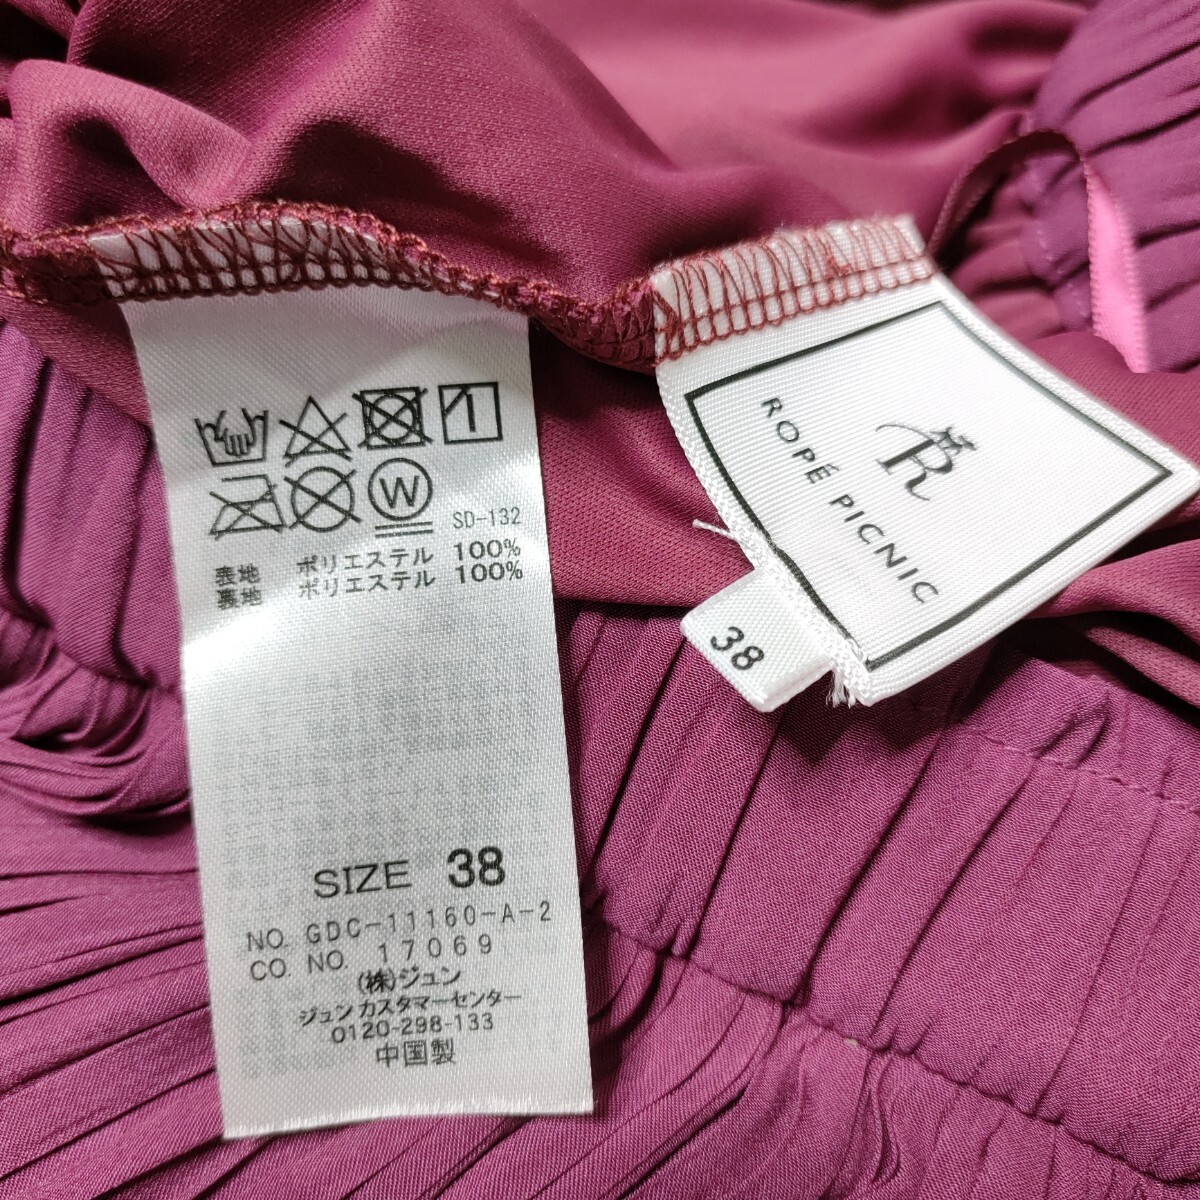 W
SD-132
表地 ポリエステル 100%
裏地 ポリエステル 100%
SIZE 38
NO. GDC-11160-A-2
CO. NO. 17069
(株)ジュン
ジュン カスタマーセンター
0120-298-133
中国製
R
ROPÉ PICNIC
38